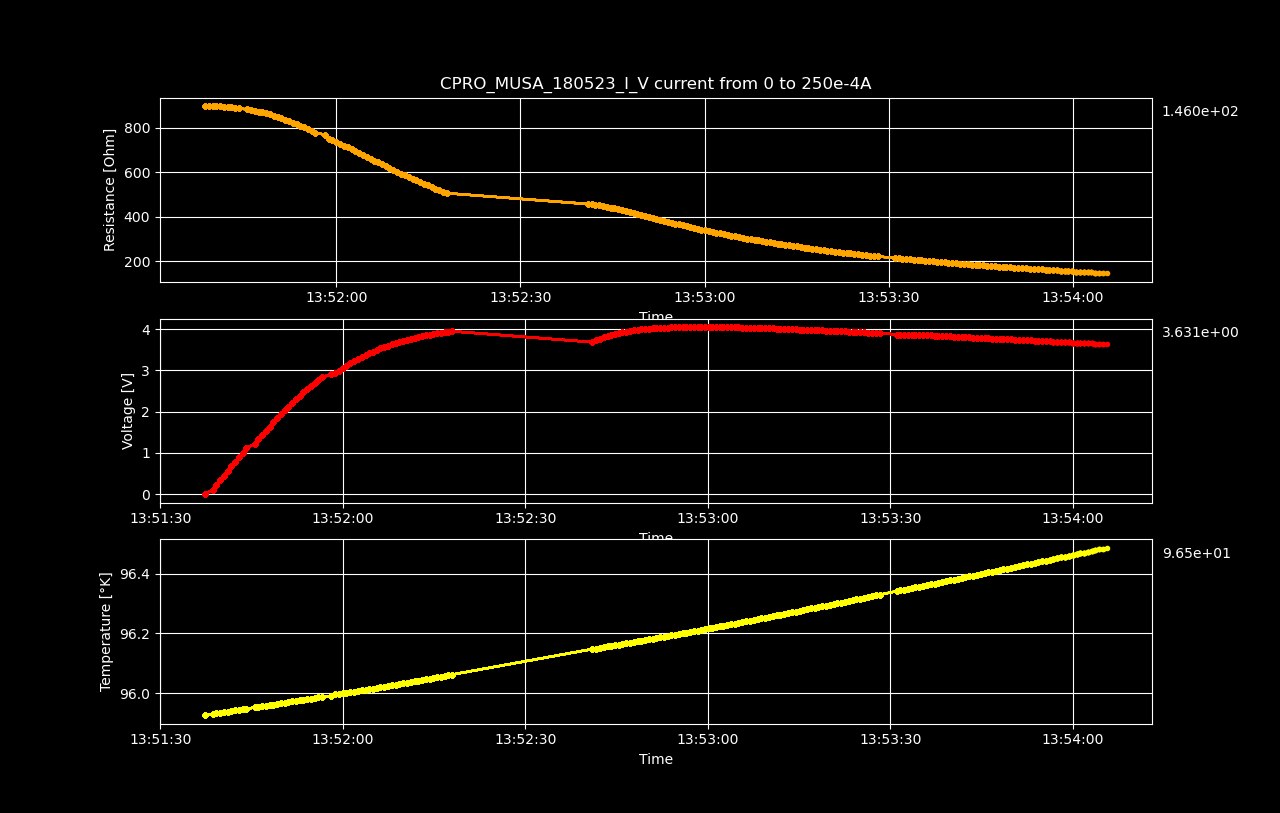 CPRO_MUSA_180523_I_V current from 0 to 250e-4A
1.460e+02
Resistance [Ohm]
800
600
400
200
13:52:00 13:52:30 13:53:00 13:53:30 13:54:00
Time
3.631e+00
Voltage [V]
4
3
2
1
0
13:51:30 13:52:00 13:52:30 13:53:00 13:53:30 13:54:00
Time
9.65e+01
Temperature [°K]
96.4
96.2
96.0
13:51:30 13:52:00 13:52:30 13:53:00 13:53:30 13:54:00
Time